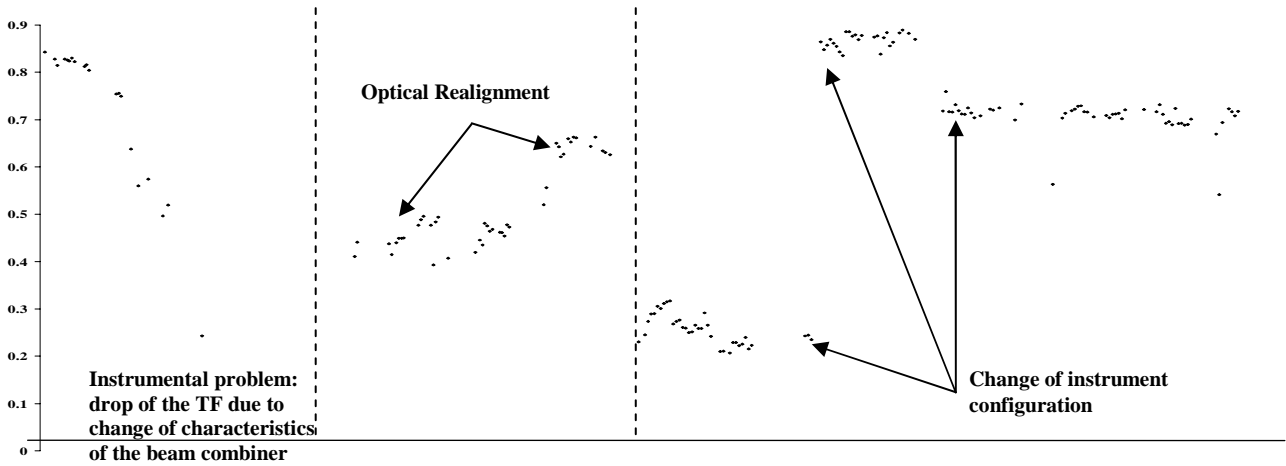 0.9
0.8
0.7
0.6
0.5
0.4
0.3
0.2
0.1
0
Optical Realignment
Instrumental problem:
drop of the TF due to
change of characteristics
of the beam combiner
Change of instrument
configuration